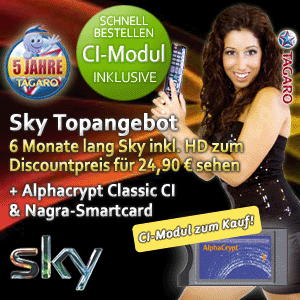 5 JAHRE
TAGARO
SCHNELL
BESTELLEN
CI-Modul
INKLUSIVE
TAGARO
Sky Topangebot
6 Monate lang Sky inkl. HD zum
Discountpreis für 24,90 € sehen
+ Alphacrypt Classic CI
& Nagra-Smartcard
CI-Modul zum Kauf!
AlphaCrypt
sky